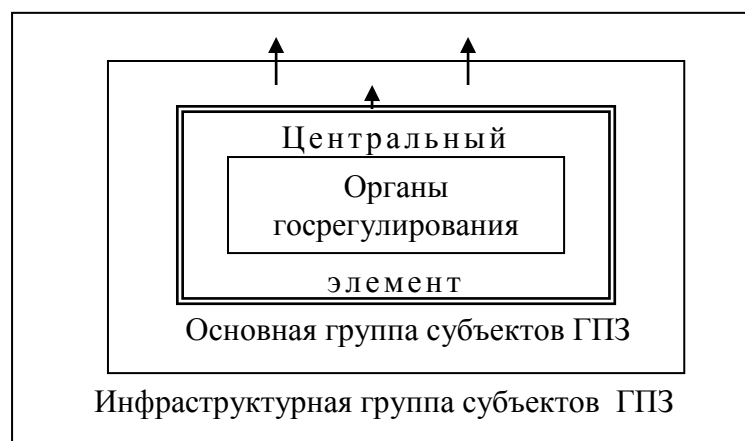 Центральный
Органы
госрегулирования
элемент
Основная группа субъектов ГПЗ
Инфраструктурная группа субъектов ГПЗ